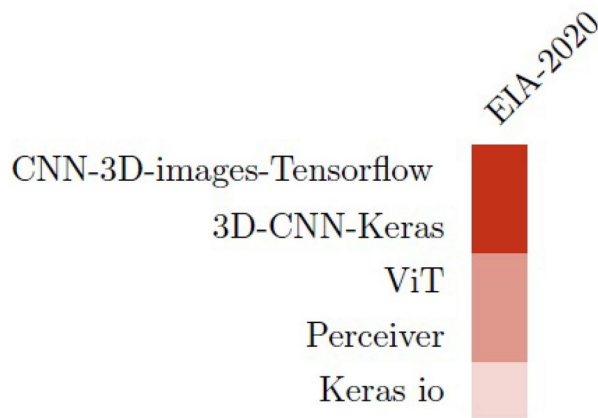 EIA-2020
CNN-3D-images-Tensorflow
3D-CNN-Keras
ViT
Perceiver
Keras io